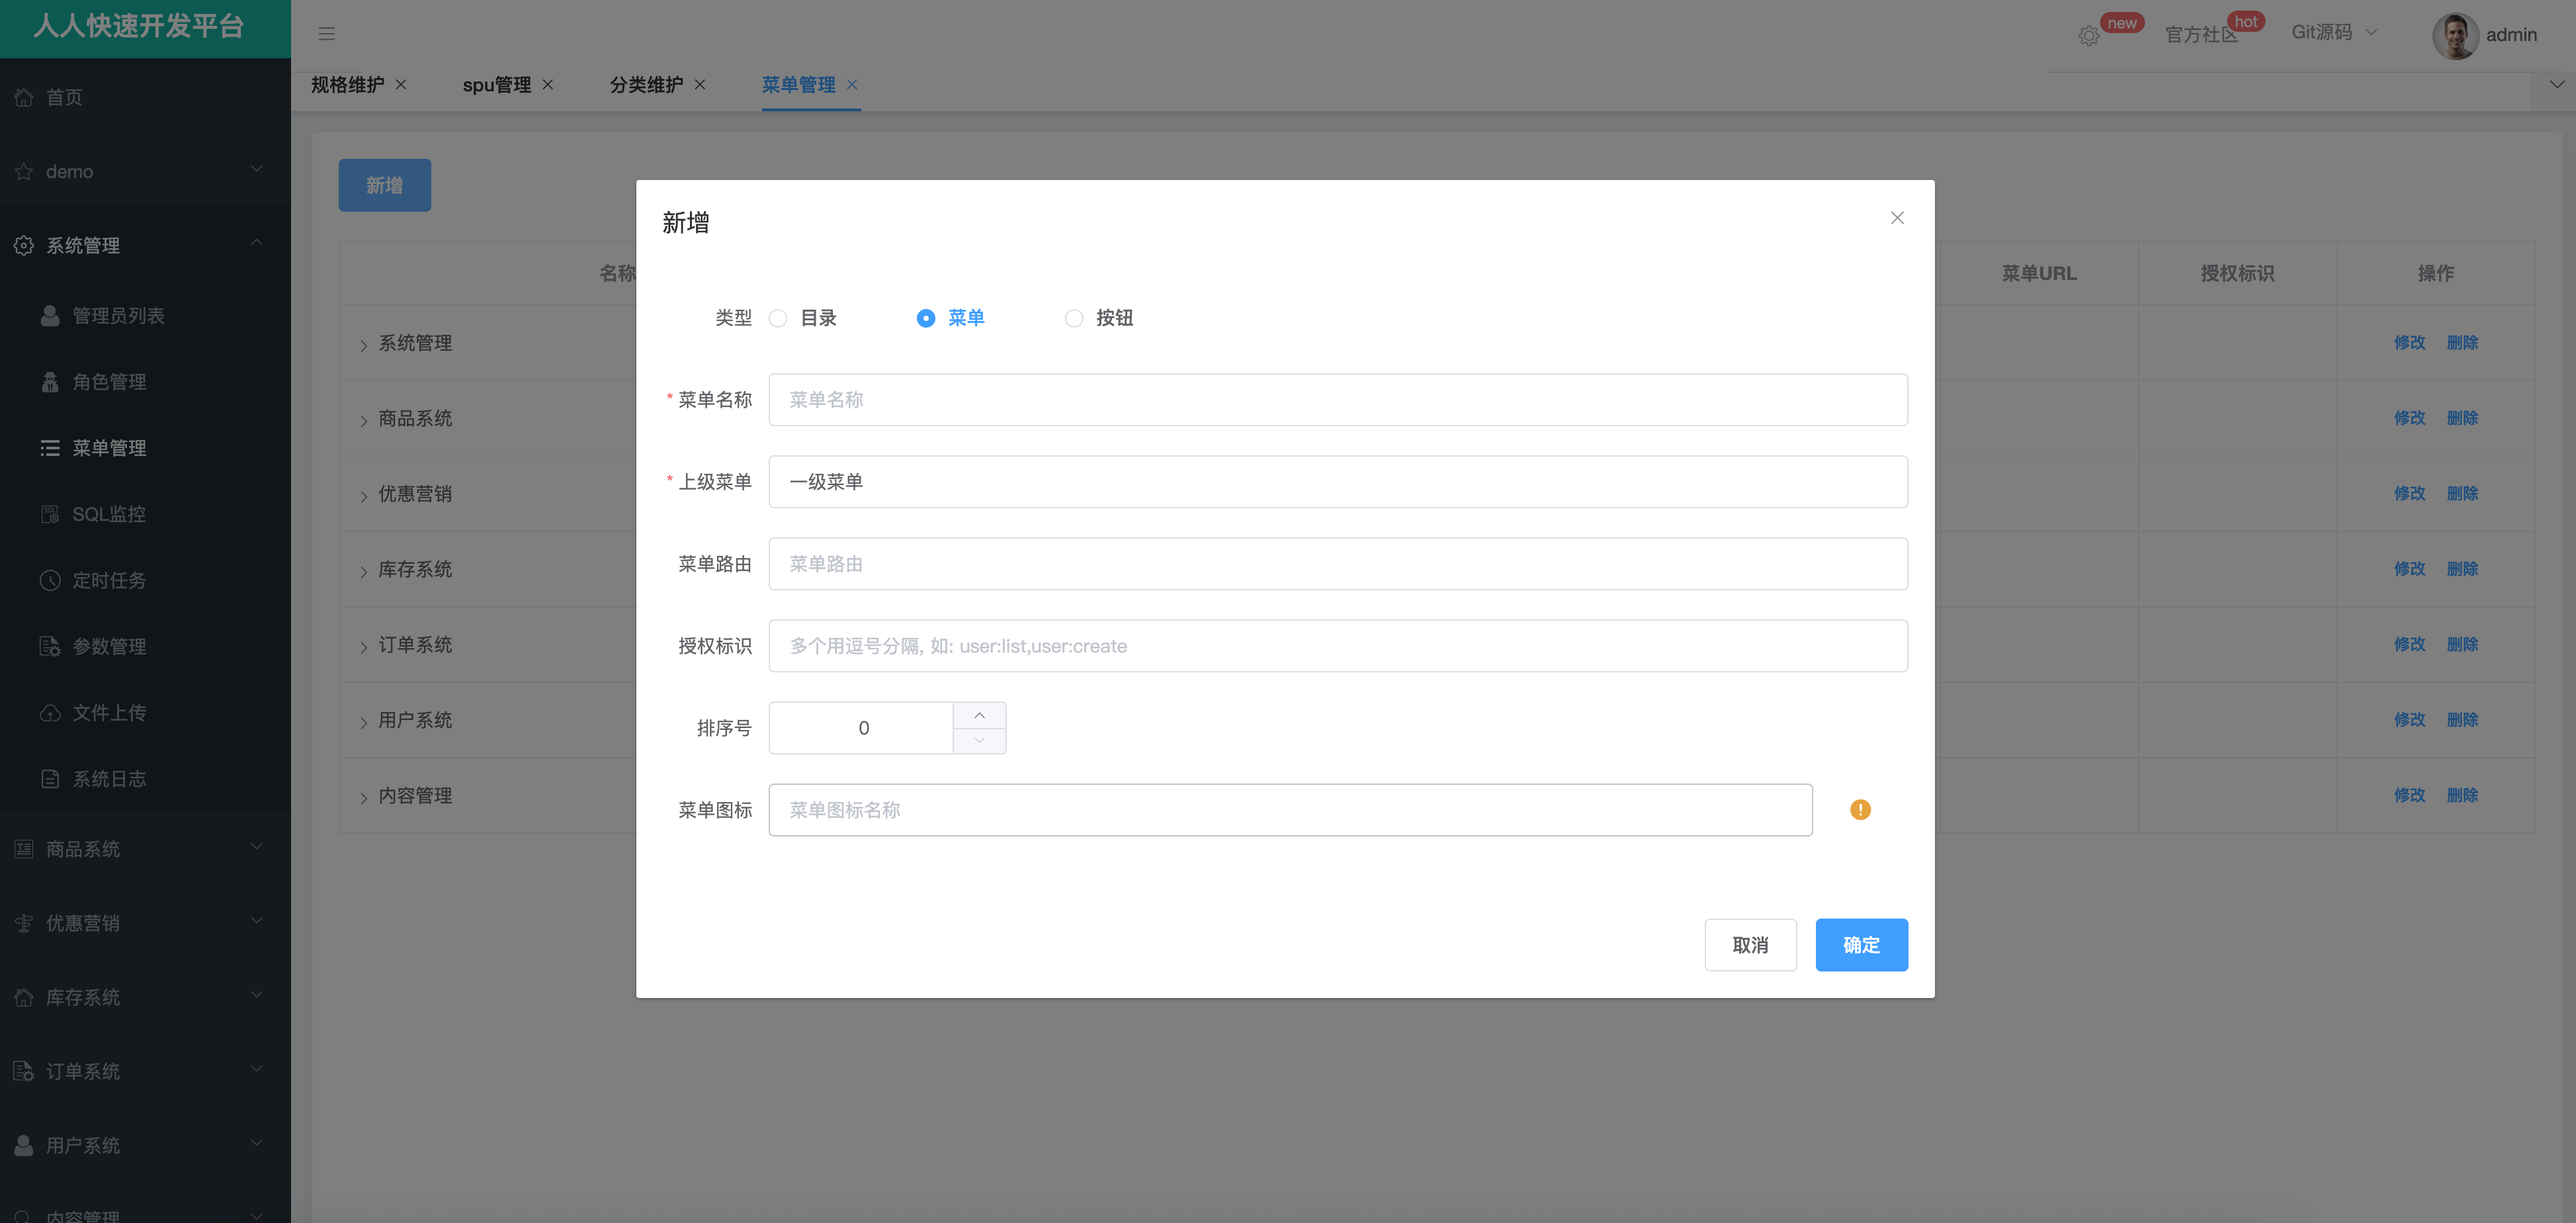 人人快速开发平台
new
官方社区
hot
Git源码
admin
规格维护
spu管理
分类维护
菜单管理
首页
demo
系统管理
管理员列表
角色管理
菜单管理
SQL监控
定时任务
参数管理
文件上传
系统日志
商品系统
优惠营销
库存系统
订单系统
用户系统
内容管理
新增
名称
菜单URL
授权标识
操作
系统管理
修改 删除
商品系统
修改 删除
优惠营销
修改 删除
库存系统
修改 删除
订单系统
修改 删除
用户系统
修改 删除
内容管理
修改 删除
新增
类型 目录 菜单 按钮
* 菜单名称 菜单名称
* 上级菜单 一级菜单
菜单路由 菜单路由
授权标识 多个用逗号分隔, 如: user:list,user:create
排序号 0
菜单图标 菜单图标名称
取消 确定